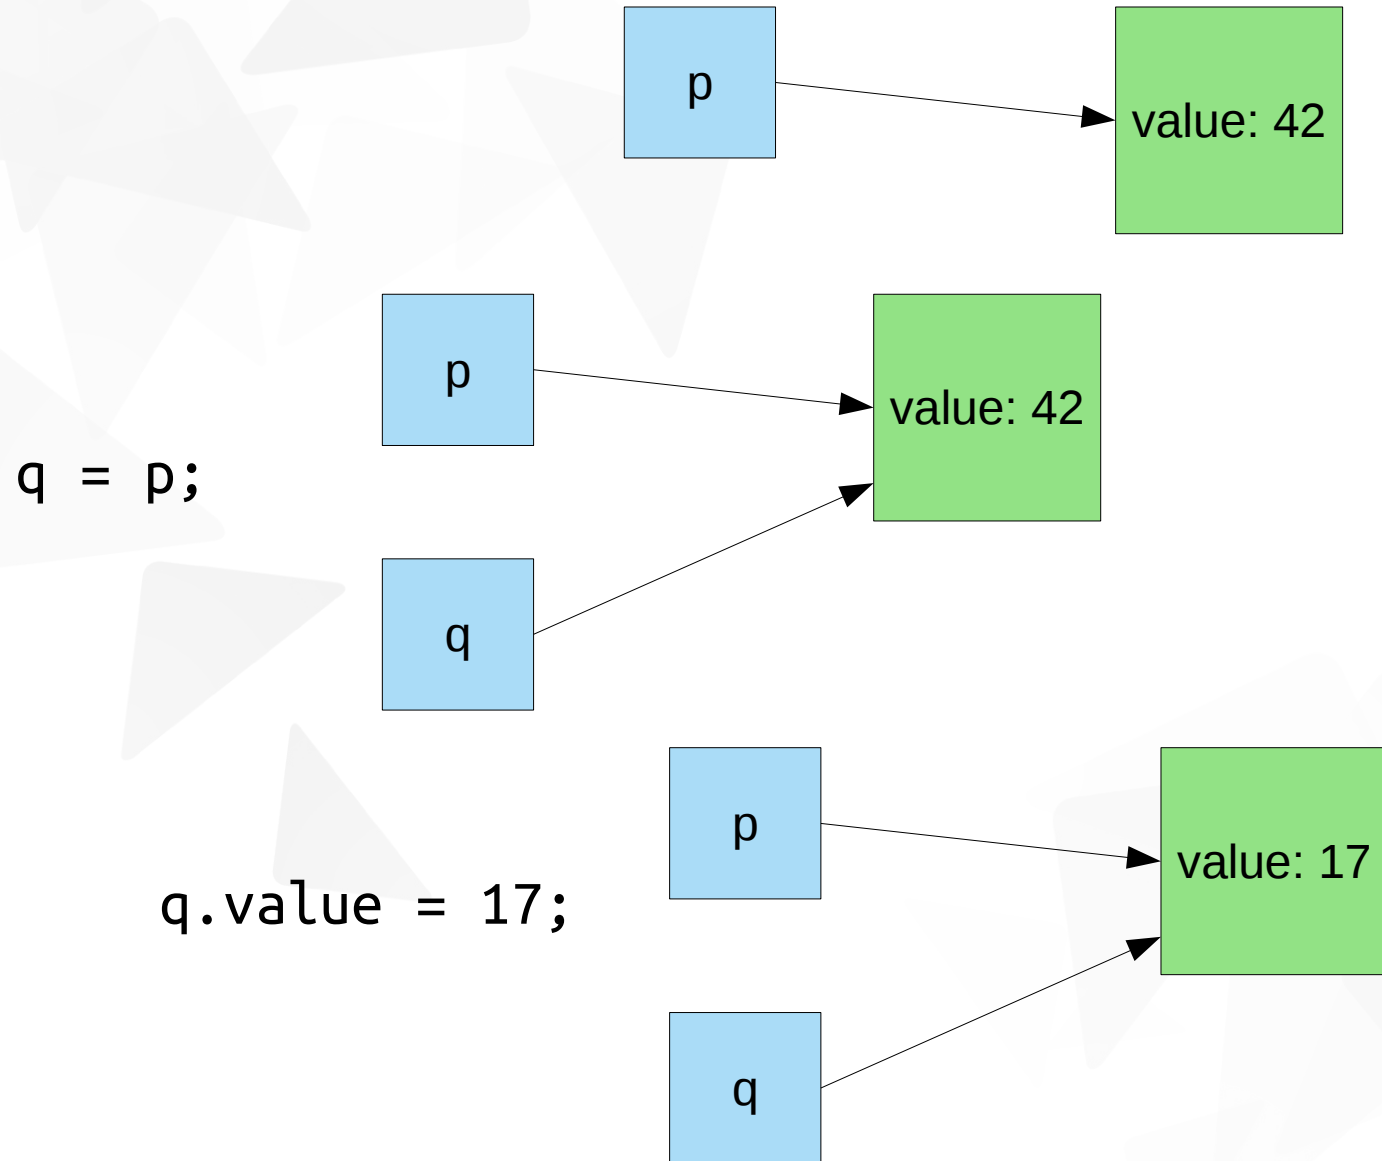 p
value: 42
p
value: 42
q = p;
q
p
value: 17
q.value = 17;
q